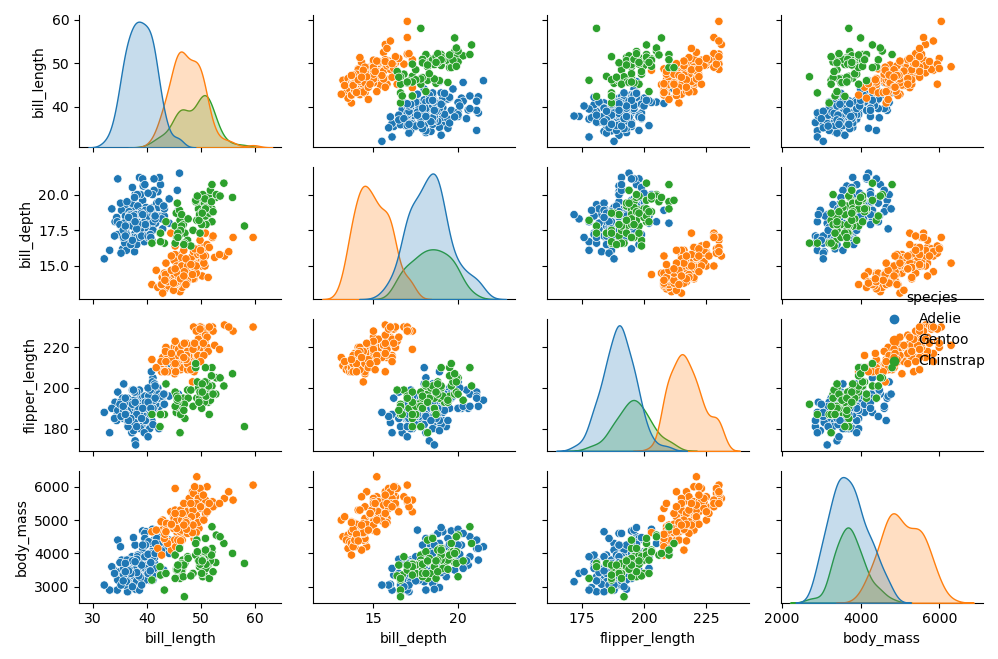 60
50
40
bill_length
20.0
17.5
15.0
bill_depth
species
Adelie
Gentoo
Chinstrap
220
200
180
flipper_length
6000
5000
4000
3000
body_mass
30 40 50 60
bill_length
15 20
bill_depth
175 200 225
flipper_length
2000 4000 6000
body_mass